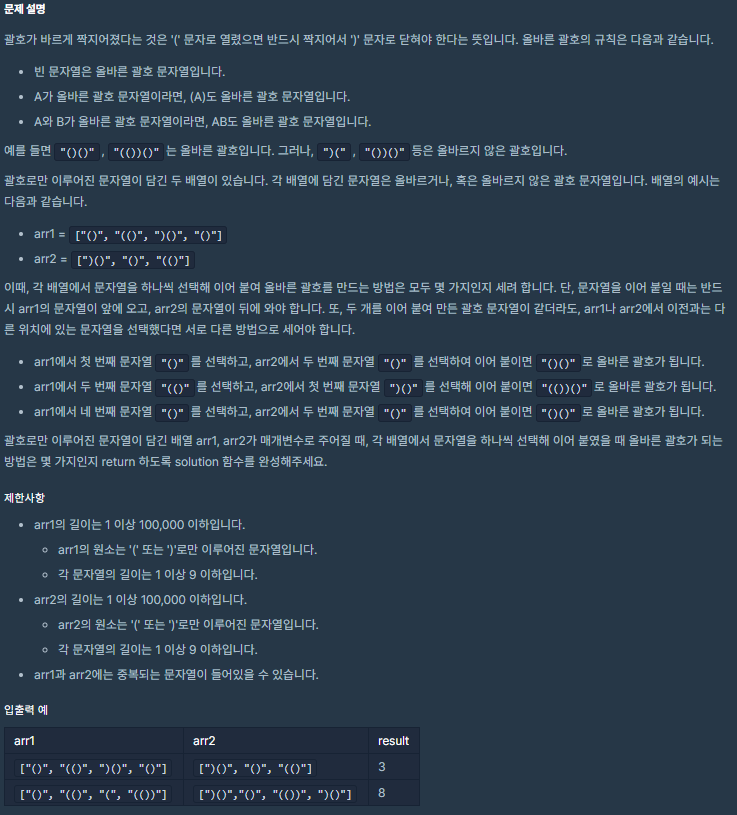 문제 설명
괄호가 바르게 짝지어졌다는 것은 '(' 문자로 열렸으면 반드시 짝지어서 ')' 문자로 닫혀야 한다는 뜻입니다. 올바른 괄호의 규칙은 다음과 같습니다.
• 빈 문자열은 올바른 괄호 문자열입니다.
• A가 올바른 괄호 문자열이라면, (A)도 올바른 괄호 문자열입니다.
• A와 B가 올바른 괄호 문자열이라면, AB도 올바른 괄호 문자열입니다.
예를 들면 "()()" , "(())()" 는 올바른 괄호입니다. 그러나, ")(" , "())()" 등은 올바르지 않은 괄호입니다.
괄호로만 이루어진 문자열이 담긴 두 배열이 있습니다. 각 배열에 담긴 문자열은 올바르거나, 혹은 올바르지 않은 괄호 문자열입니다. 배열의 예시는
다음과 같습니다.
• arr1 = ["()", "(()", ")()", "()"]
• arr2 = [")()", "()", "(()"]
이때, 각 배열에서 문자열을 하나씩 선택해 이어 붙여 올바른 괄호를 만드는 방법은 모두 몇 가지인지 세려 합니다. 단, 문자열을 이어 붙일 때는 반드
시 arr1의 문자열이 앞에 오고, arr2의 문자열이 뒤에 와야 합니다. 또, 두 개를 이어 붙여 만든 괄호 문자열이 같더라도, arr1나 arr2에서 이전과는 다
른 위치에 있는 문자열을 선택했다면 서로 다른 방법으로 세어야 합니다.
• arr1에서 첫 번째 문자열 "()" 를 선택하고, arr2에서 두 번째 문자열 "()" 를 선택하여 이어 붙이면 "()()" 로 올바른 괄호가 됩니다.
• arr1에서 두 번째 문자열 "(()" 를 선택하고, arr2에서 첫 번째 문자열 ")()" 를 선택해 이어 붙이면 "(())()" 로 올바른 괄호가 됩니다.
• arr1에서 네 번째 문자열 "()" 를 선택하고, arr2에서 두 번째 문자열 "()" 를 선택하여 이어 붙이면 "()()" 로 올바른 괄호가 됩니다.
괄호로만 이루어진 문자열이 담긴 배열 arr1, arr2가 매개변수로 주어질 때, 각 배열에서 문자열을 하나씩 선택해 이어 붙였을 때 올바른 괄호가 되는
방법은 몇 가지인지 return 하도록 solution 함수를 완성해주세요.
제한사항
• arr1의 길이는 1 이상 100,000 이하입니다.
◦ arr1의 원소는 '(' 또는 ')'로만 이루어진 문자열입니다.
◦ 각 문자열의 길이는 1 이상 9 이하입니다.
• arr2의 길이는 1 이상 100,000 이하입니다.
◦ arr2의 원소는 '(' 또는 ')'로만 이루어진 문자열입니다.
◦ 각 문자열의 길이는 1 이상 9 이하입니다.
• arr1과 arr2에는 중복되는 문자열이 들어있을 수 있습니다.
입출력 예
arr1 arr2 result
["()", "(()", ")()", "()"] [")()", "()", "(()"] 3
["()", "(()", "(", "(())"] [")()","()", "(())", ")()"] 8